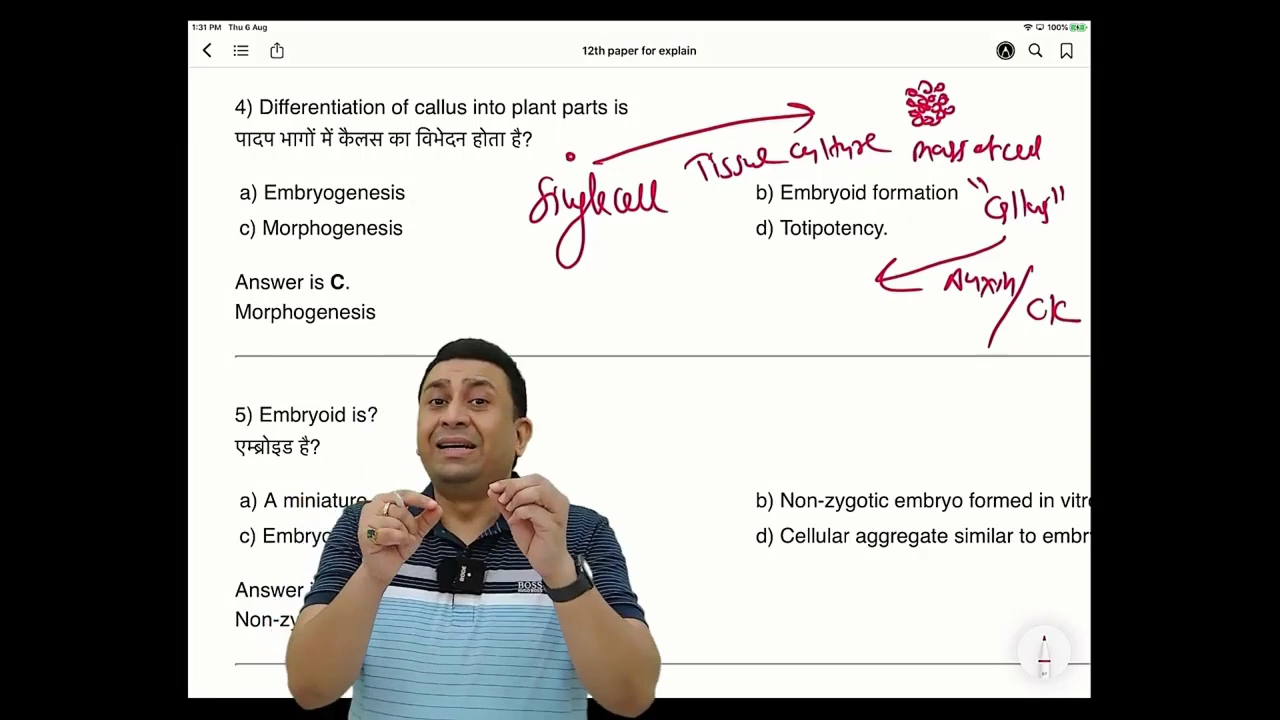 1:31 PM Thu 6 Aug
100%
12th paper for explain
4) Differentiation of callus into plant parts is
पादप भागों में कैलस का विभेदन होता है?
Single cell
Tissue culture
mass of cell
"Callus"
a) Embryogenesis
b) Embryoid formation
c) Morphogenesis
d) Totipotency.
Auxin/CK
Answer is C.
Morphogenesis
5) Embryoid is?
एम्ब्रोइड है?
a) A miniature
b) Non-zygotic embryo formed in vitr
c) Embryo
d) Cellular aggregate similar to embr
Answer
Non-zy
BOSS
HUGO BOSS